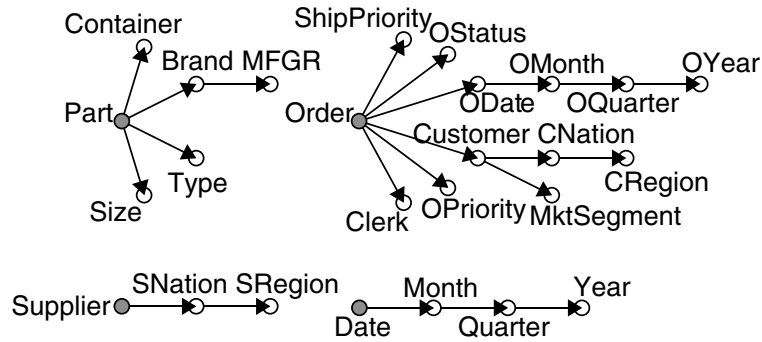 ShipPriority
Container
OStatus
Brand MFGR
OMonth
OYear
Part
Order
ODate
OQuarter
Customer CNation
Type
CRegion
Size
Clerk
OPriority
MktSegment
SNation SRegion
Month
Year
Supplier
Date
Quarter